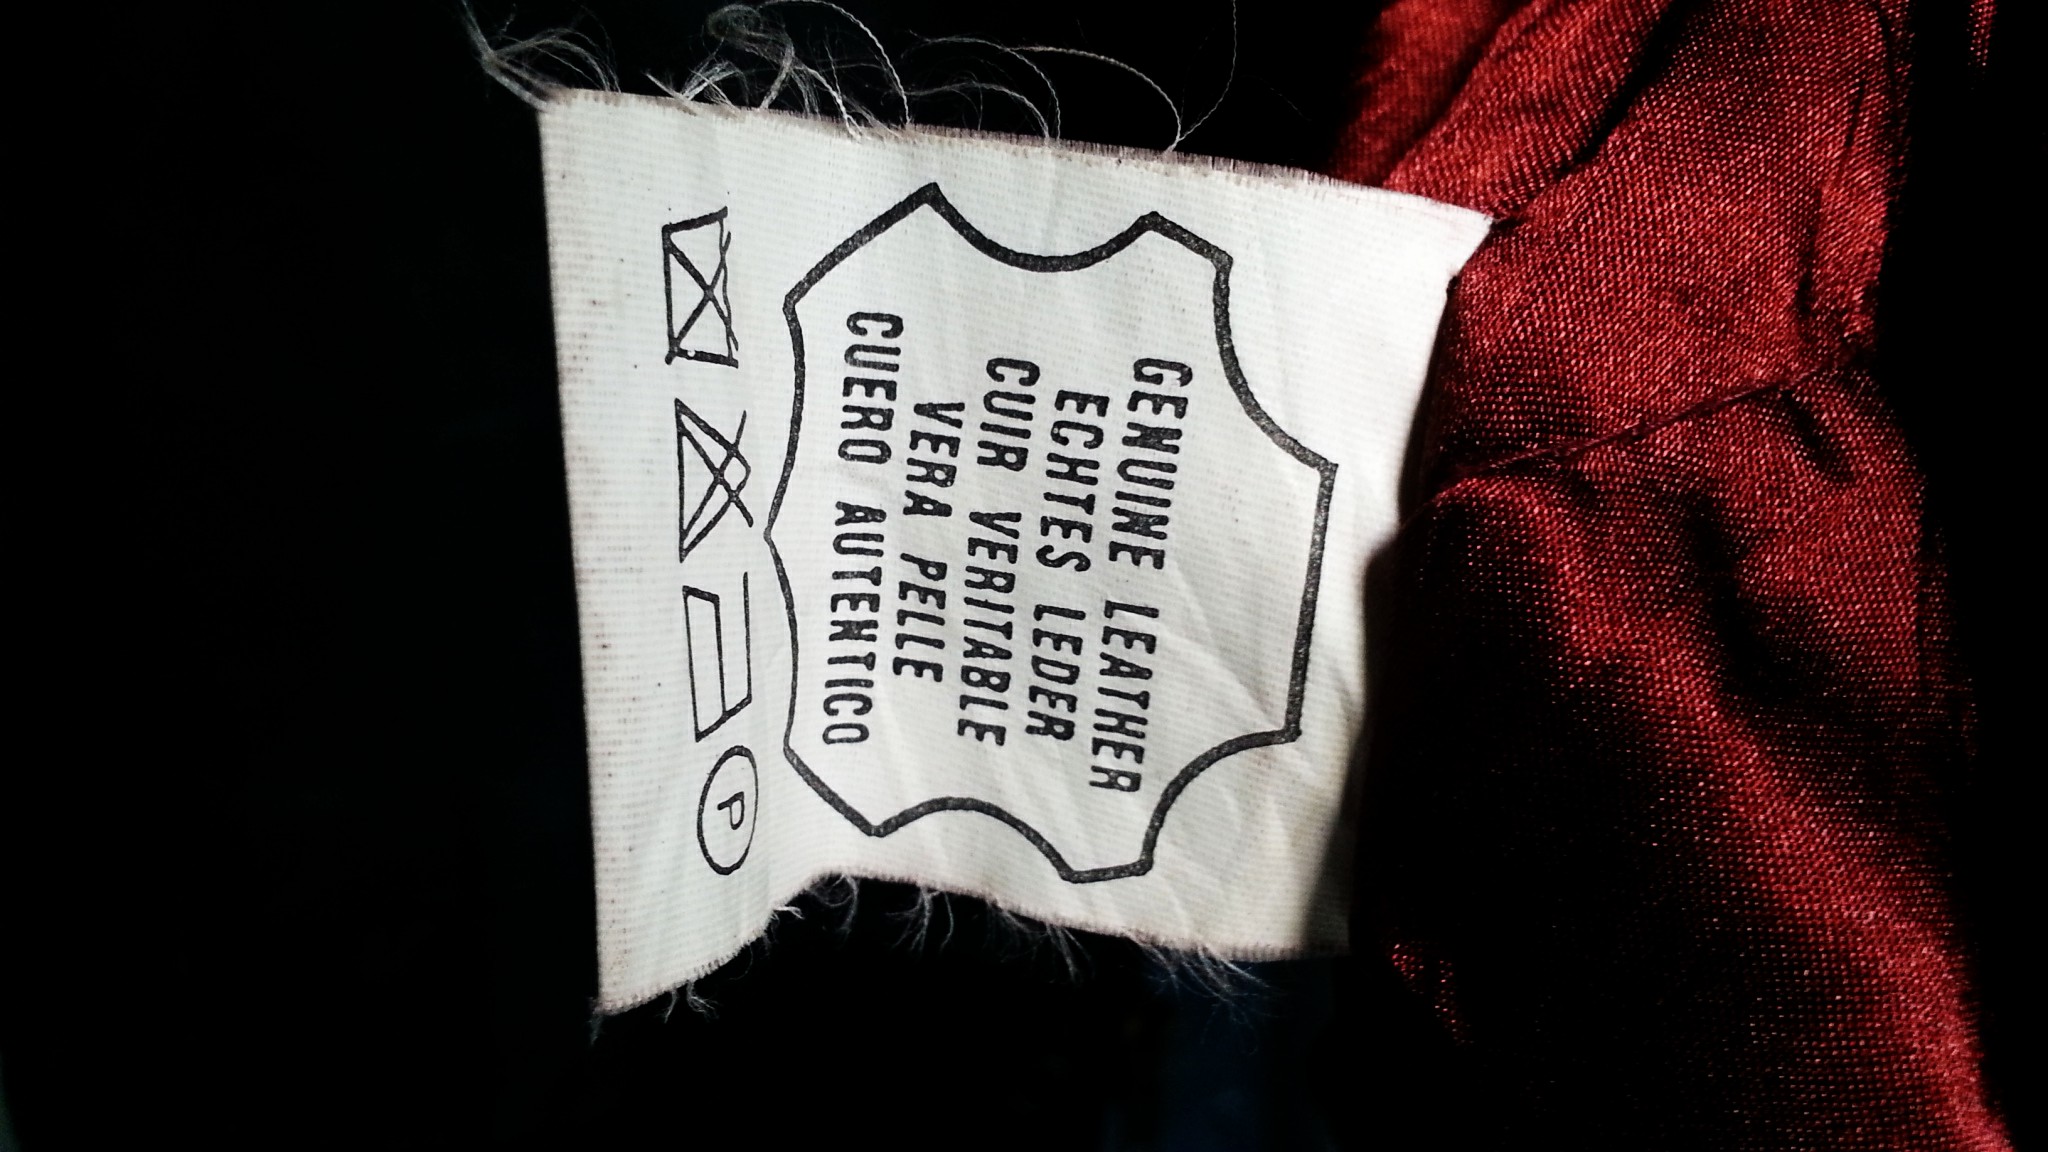 GENUINE LEATHER
ECHTES LEDER
CUIR VERITABLE
VERA PELLE
CUERO AUTENTICO
P